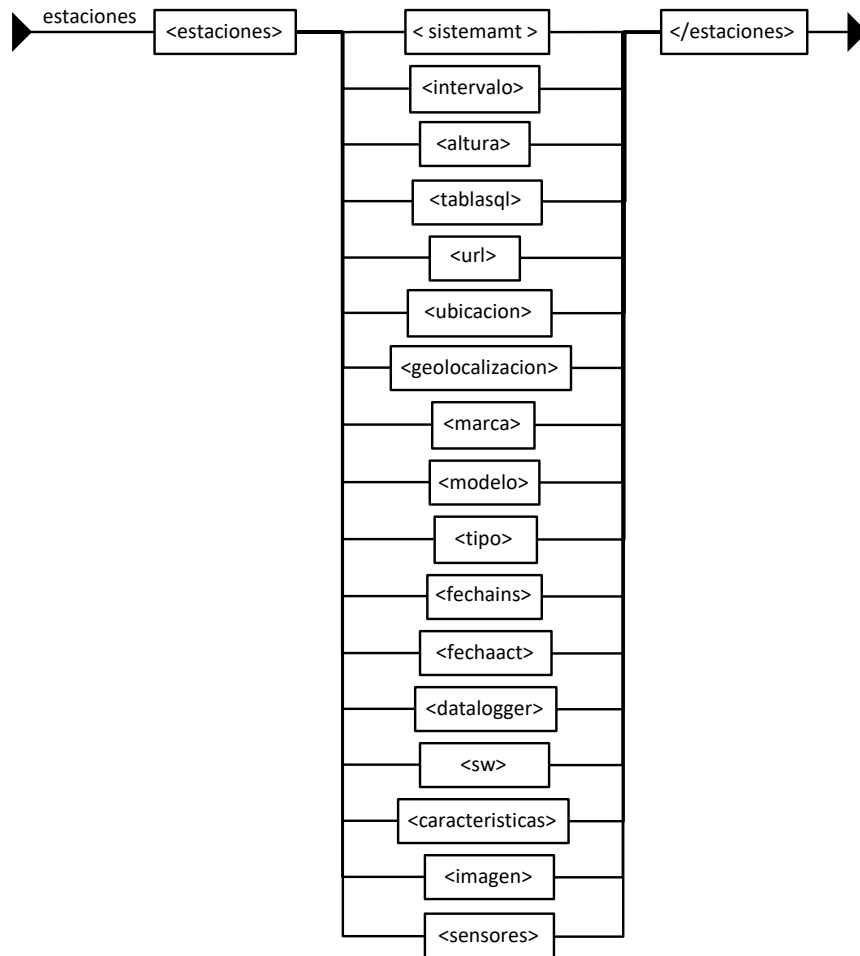 estaciones
<estaciones>
< sistemamt >
</estaciones>
<intervalo>
<altura>
<tablasql>
<url>
<ubicacion>
<geolocalizacion>
<marca>
<modelo>
<tipo>
<fechains>
<fechaact>
<datalogger>
<sw>
<caracteristicas>
<imagen>
<sensores>